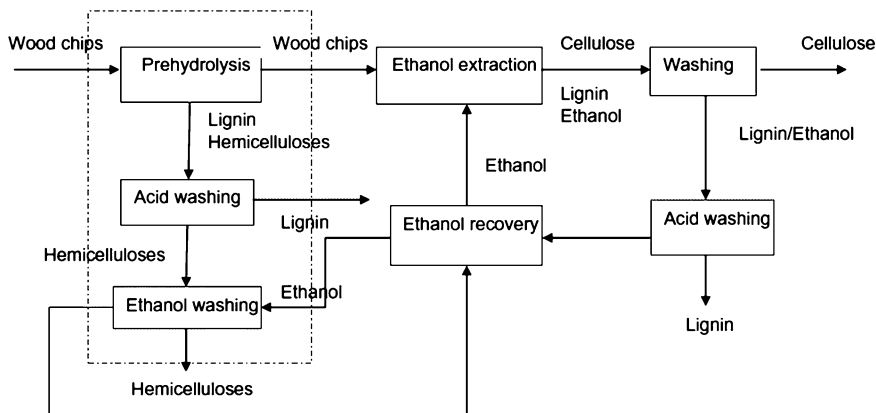 Wood chips
Prehydrolysis
Wood chips
Ethanol extraction
Cellulose
Washing
Cellulose
Lignin
Ethanol
Lignin
Hemicelluloses
Lignin/Ethanol
Ethanol
Acid washing
Lignin
Ethanol recovery
Acid washing
Hemicelluloses
Ethanol
Ethanol washing
Lignin
Hemicelluloses